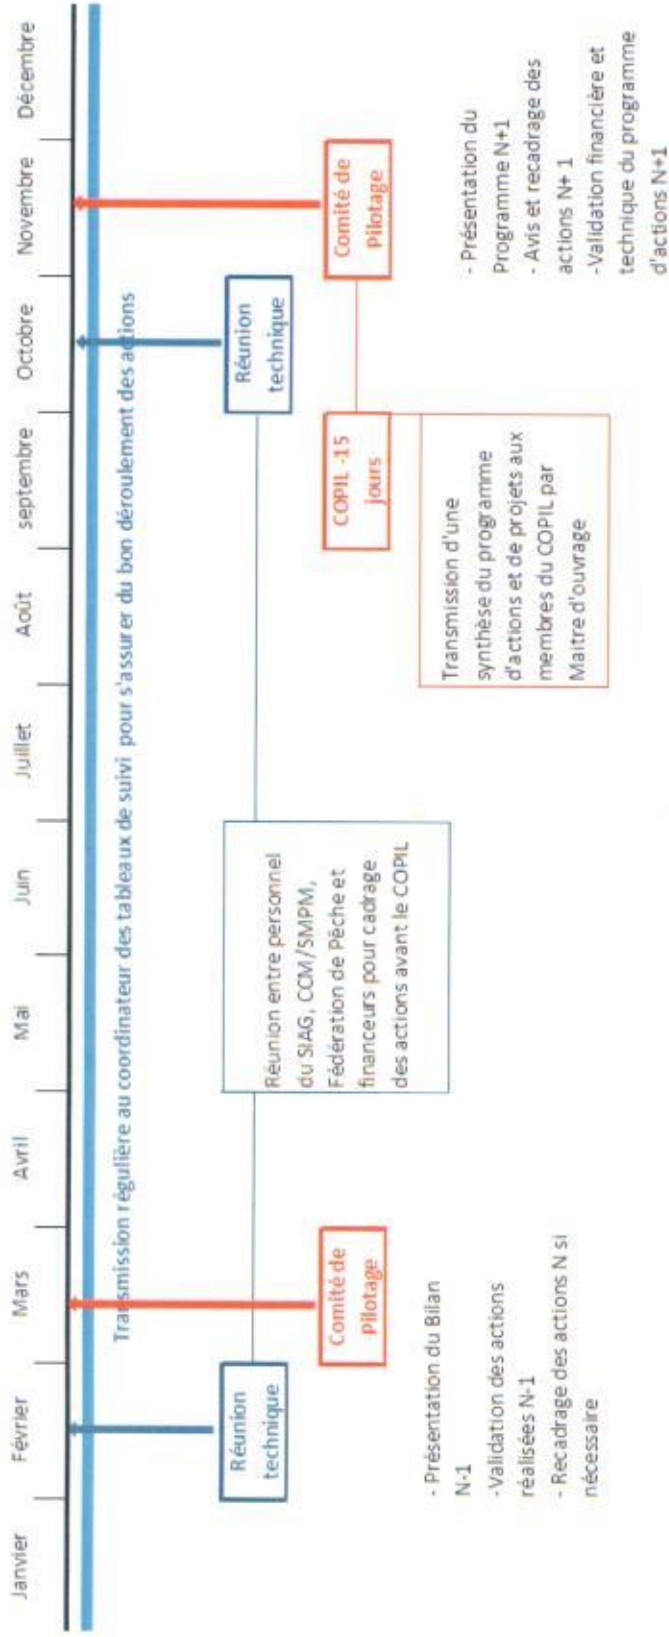 Janvier
Février
Mars
Avril
Mai
Juin
Juillet
Août
septembre
Octobre
Novembre
Décembre
Transmission régulière au coordinateur des tableaux de suivi pour s'assurer du bon déroulement des actions
Réunion
technique
Comité de
Pilotage
- Présentation du Bilan
N-1
- Validation des actions
réalisées N-1
- Recadrage des actions N si
nécessaire
Réunion entre personnel
du SIAG, CCM/SMPM,
Fédération de Pêche et
financeurs pour cadrage
des actions avant le COPIL
COPIL -15
jours
Transmission d'une
synthèse du programme
d'actions et de projets aux
membres du COPIL par
Maitre d'ouvrage
Réunion
technique
Comité de
Pilotage
- Présentation du
Programme N+1
- Avis et recadrage des
actions N+ 1
-Validation financière et
technique du programme
d'actions N+1